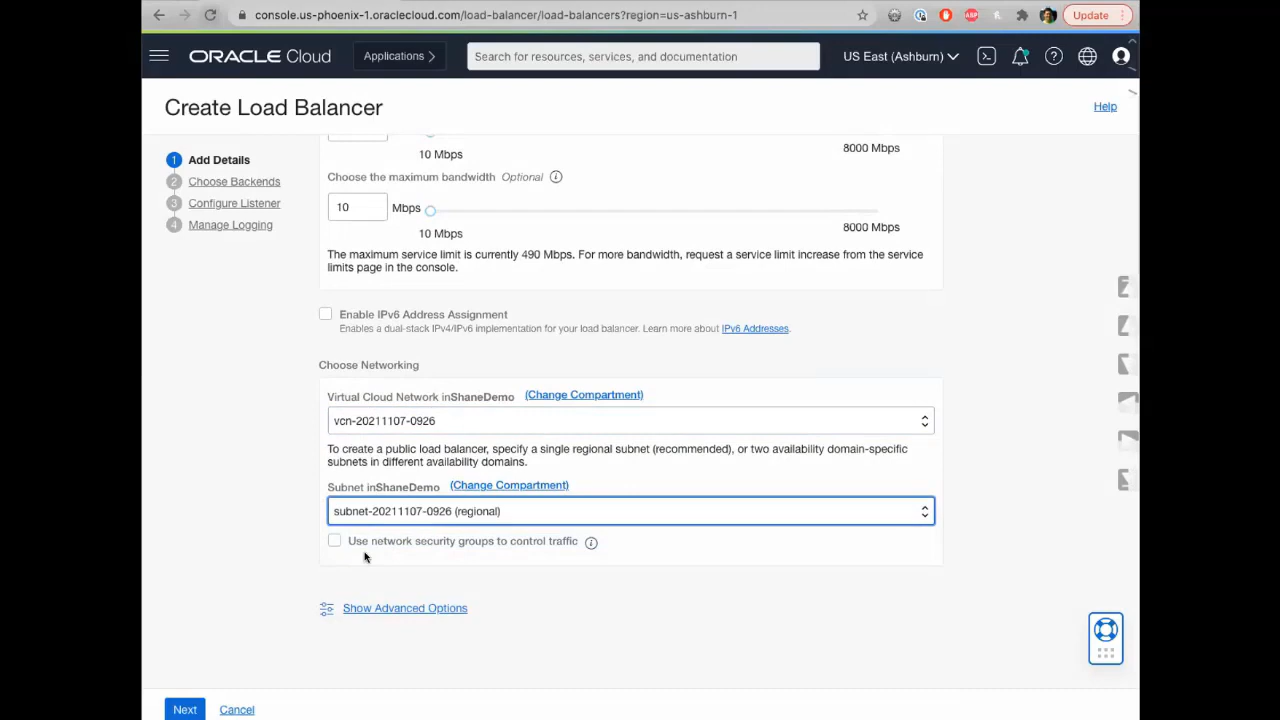 console.us-phoenix-1.oraclecloud.com/load-balancer/load-balancers?region=us-ashburn-1
ABP
Update
ORACLE Cloud
Applications
Search for resources, services, and documentation
US East (Ashburn)
Create Load Balancer
Help
1 Add Details
2 Choose Backends
3 Configure Listener
4 Manage Logging
10 Mbps
8000 Mbps
Choose the maximum bandwidth Optional
10 Mbps
10 Mbps
8000 Mbps
The maximum service limit is currently 490 Mbps. For more bandwidth, request a service limit increase from the service
limits page in the console.
Enable IPv6 Address Assignment
Enables a dual-stack IPv4/IPv6 implementation for your load balancer. Learn more about IPv6 Addresses.
Choose Networking
Virtual Cloud Network inShaneDemo (Change Compartment)
vcn-20211107-0926
To create a public load balancer, specify a single regional subnet (recommended), or two availability domain-specific
subnets in different availability domains.
Subnet inShaneDemo (Change Compartment)
subnet-20211107-0926 (regional)
Use network security groups to control traffic
Show Advanced Options
Next
Cancel